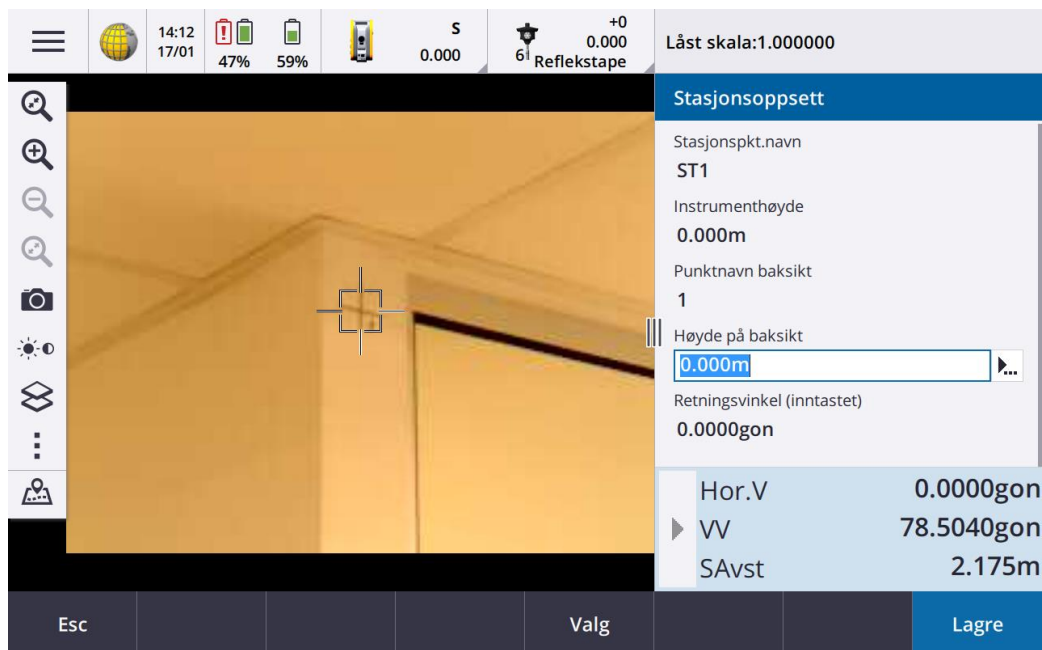 14:12
17/01
47%
59%
S
0.000
+0
0.000
6
Reflekstape
Låst skala:1.000000
Stasjonsoppsett
Stasjonspkt.navn
ST1
Instrumenthøyde
0.000m
Punktnavn baksikt
1
Høyde på baksikt
0.000m
Retningsvinkel (inntastet)
0.0000gon
Hor.V 0.0000gon
VV 78.5040gon
SAvst 2.175m
Esc Valg Lagre